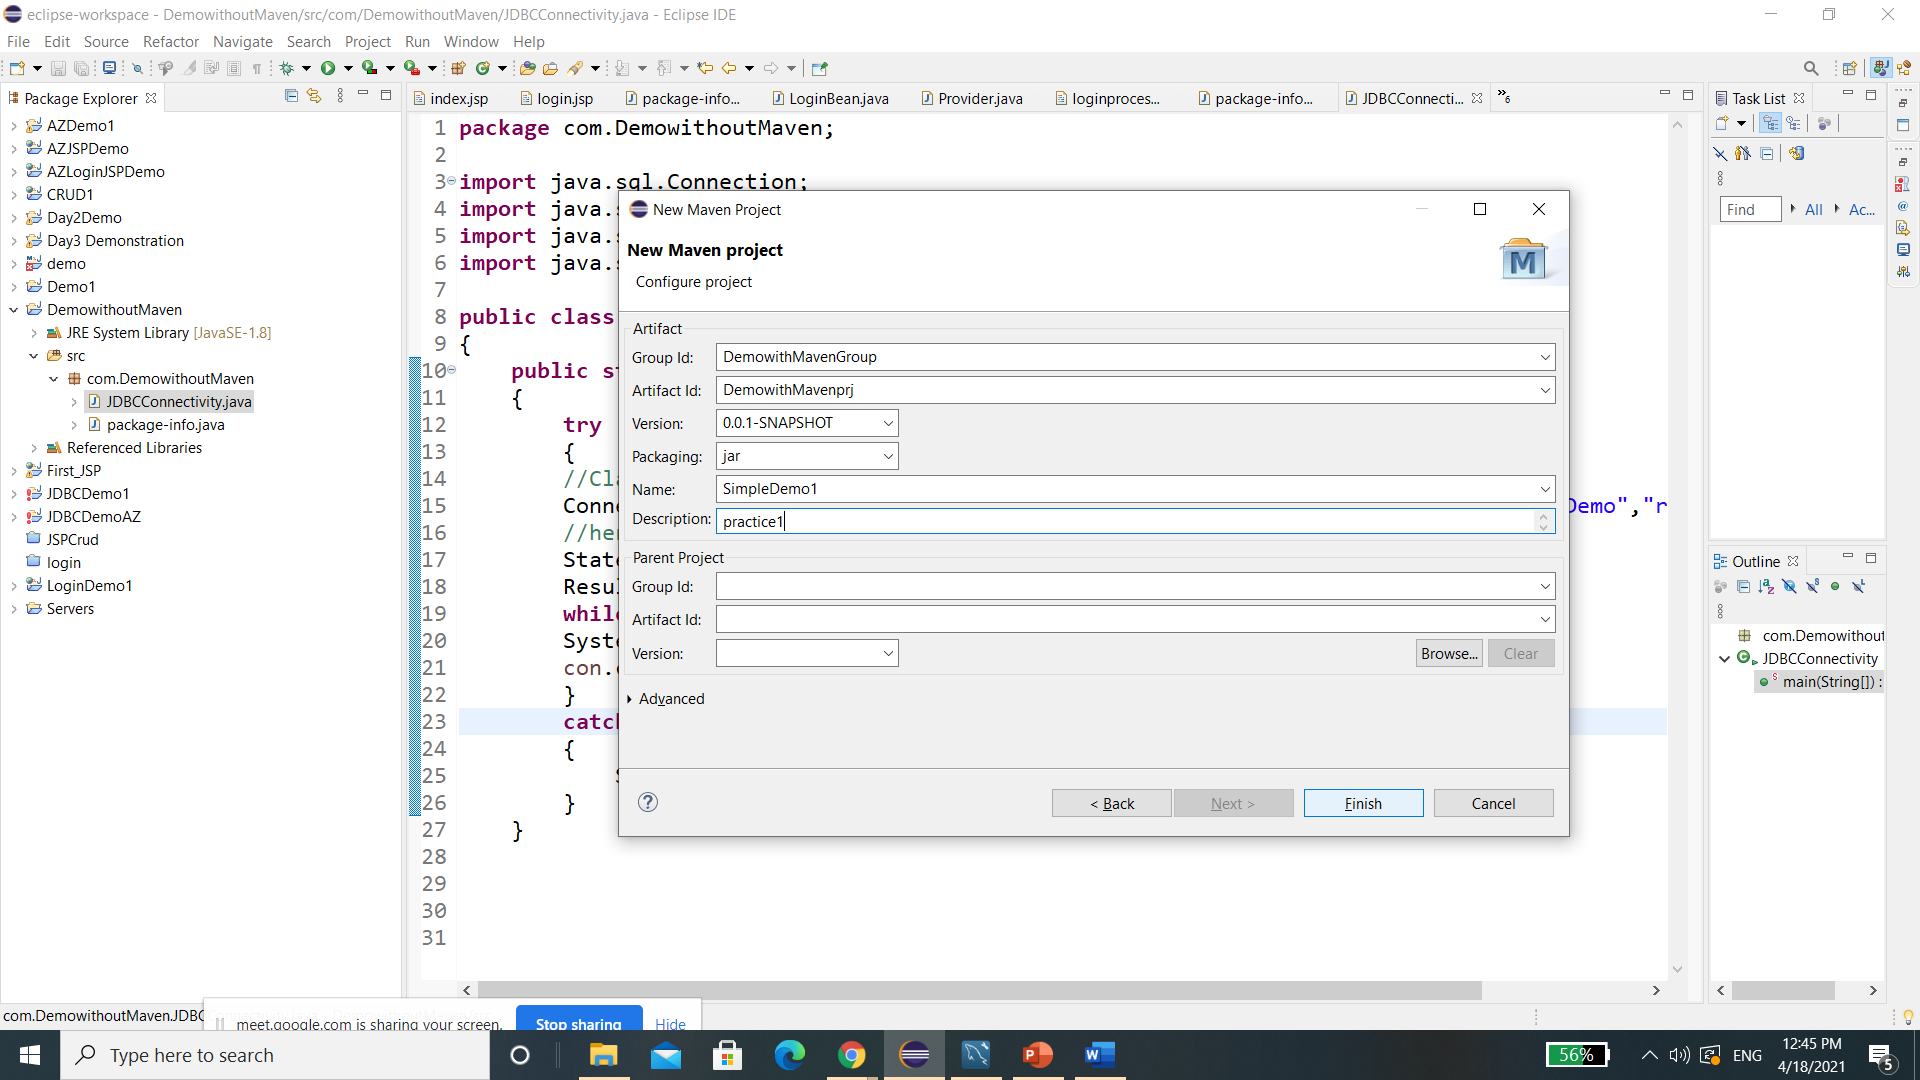 eclipse-workspace - DemowithoutMaven/src/com/DemowithoutMaven/JDBCConnectivity.java - Eclipse IDE
File Edit Source Refactor Navigate Search Project Run Window Help
Package Explorer
AZDemo1
AZJSPDemo
AZLoginJSPDemo
CRUD1
Day2Demo
Day3 Demonstration
demo
Demo1
DemowithoutMaven
JRE System Library [JavaSE-1.8]
src
com.DemowithoutMaven
JDBCConnectivity.java
package-info.java
Referenced Libraries
First_JSP
JDBCDemo1
JDBCDemoAZ
JSPCrud
login
LoginDemo1
Servers
index.jsp login.jsp package-info... LoginBean.java Provider.java loginproces... package-info... JDBCConnecti... »6
1 package com.DemowithoutMaven;
2
3 import java.sql.Connection;
4 import java.
5 import java.
6 import java.
7
8 public class
9 {
10 public
11 {
12 try
13 {
14
15 Demo","r
16
17
18
19
20
21 con.
22 }
23
24 {
25
26 }
27 }
28
29
30
31
New Maven Project
New Maven project
Configure project
Artifact
Group Id: DemowithMavenGroup
Artifact Id: DemowithMavenprj
Version: 0.0.1-SNAPSHOT
Packaging: jar
Name: SimpleDemo1
Description: practice1
Parent Project
Group Id:
Artifact Id:
Version: Browse... Clear
Advanced
< Back Next > Finish Cancel
Task List
Find All Ac...
Outline
com.Demowithout
JDBCConnectivity
main(String[]) :
com.DemowithoutMaven.JDBC
meet.google.com is sharing your screen. Stop sharing Hide
Type here to search
56%
ENG
12:45 PM
4/18/2021
5